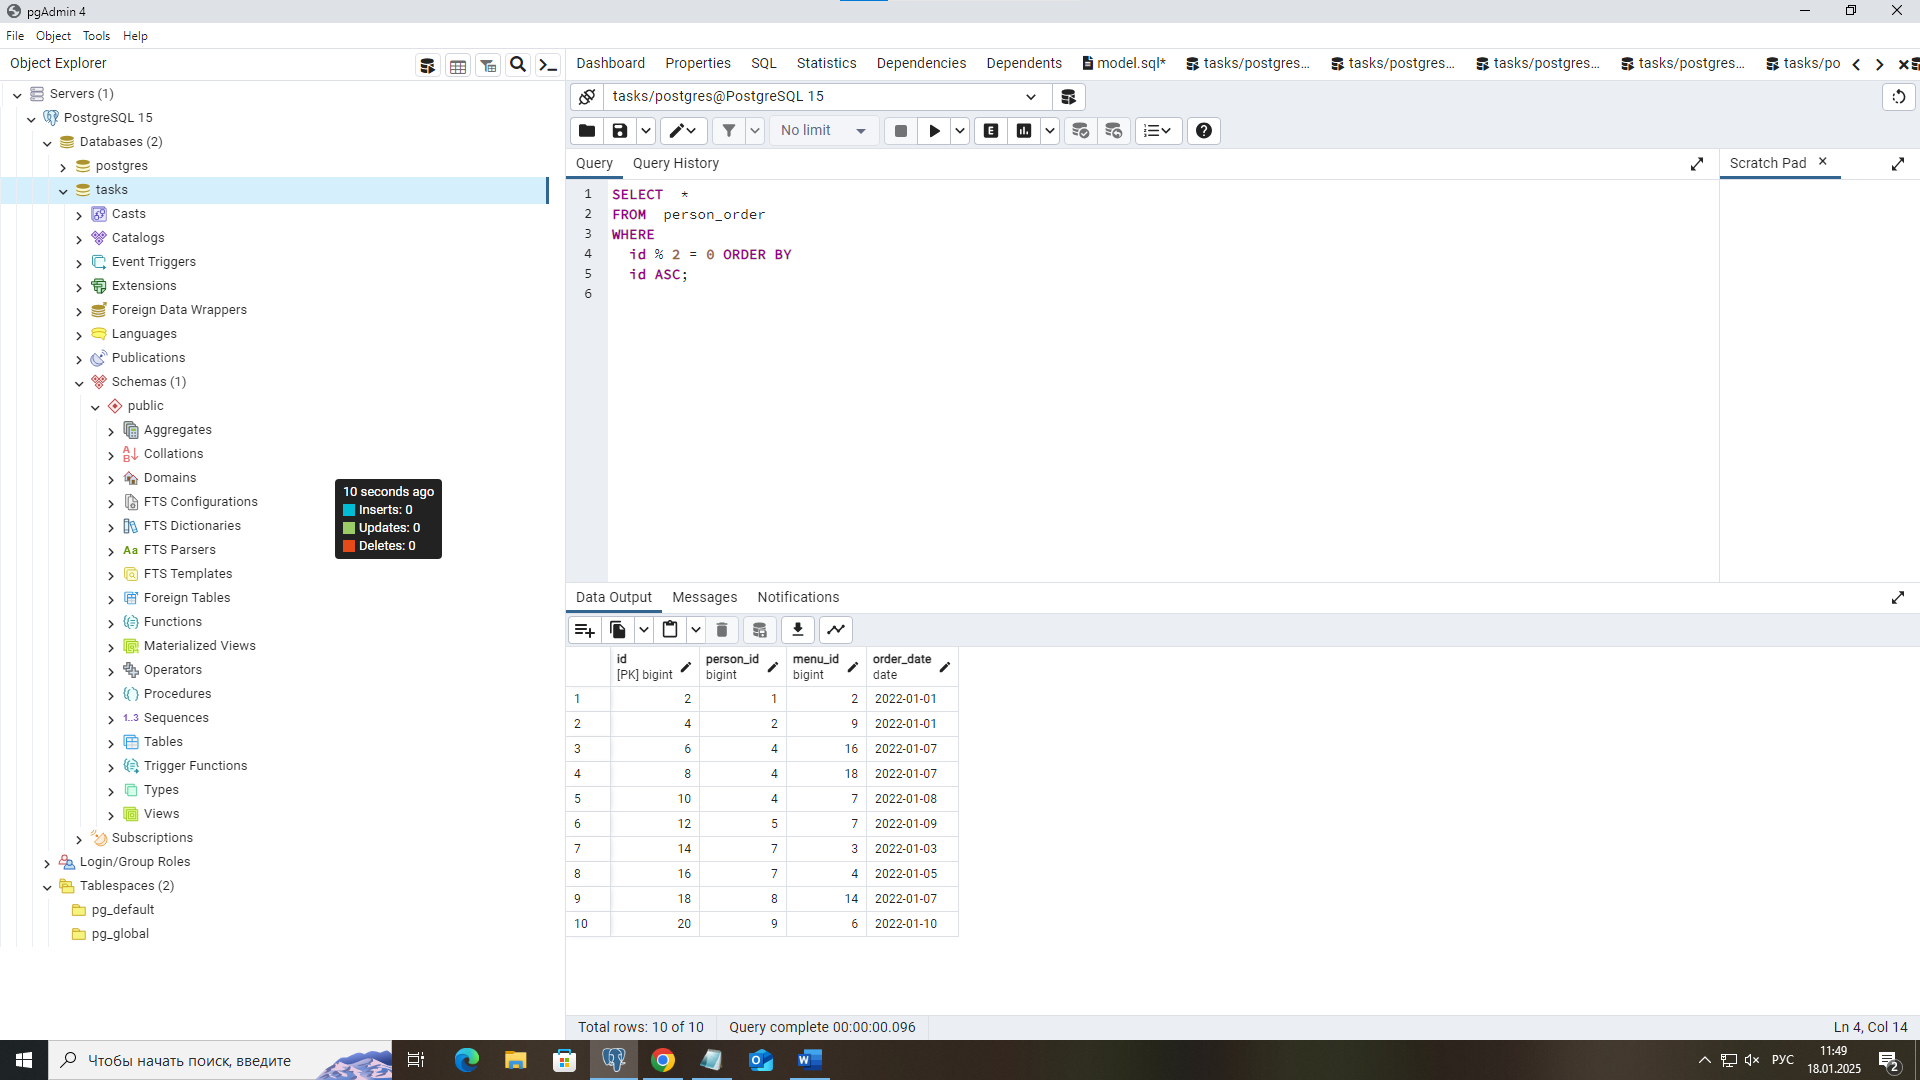 pgAdmin 4
File Object Tools Help
Object Explorer
Dashboard Properties SQL Statistics Dependencies Dependents model.sql* tasks/postgres... tasks/postgres... tasks/postgres... tasks/postgres... tasks/po
Servers (1)
PostgreSQL 15
Databases (2)
postgres
tasks
Casts
Catalogs
Event Triggers
Extensions
Foreign Data Wrappers
Languages
Publications
Schemas (1)
public
Aggregates
Collations
Domains
FTS Configurations
FTS Dictionaries
FTS Parsers
FTS Templates
Foreign Tables
Functions
Materialized Views
Operators
Procedures
1..3 Sequences
Tables
Trigger Functions
Types
Views
Subscriptions
Login/Group Roles
Tablespaces (2)
pg_default
pg_global
10 seconds ago
Inserts: 0
Updates: 0
Deletes: 0
tasks/postgres@PostgreSQL 15
No limit
Query Query History
Scratch Pad
1 SELECT *
2 FROM person_order
3 WHERE
4 id % 2 = 0 ORDER BY
5 id ASC;
6
Data Output Messages Notifications
id person_id menu_id order_date
[PK] bigint bigint bigint date
1 2 1 2 2022-01-01
2 4 2 9 2022-01-01
3 6 4 16 2022-01-07
4 8 4 18 2022-01-07
5 10 4 7 2022-01-08
6 12 5 7 2022-01-09
7 14 7 3 2022-01-03
8 16 7 4 2022-01-05
9 18 8 14 2022-01-07
10 20 9 6 2022-01-10
Total rows: 10 of 10 Query complete 00:00:00.096 Ln 4, Col 14
Чтобы начать поиск, введите
РУС
11:49
18.01.2025
2